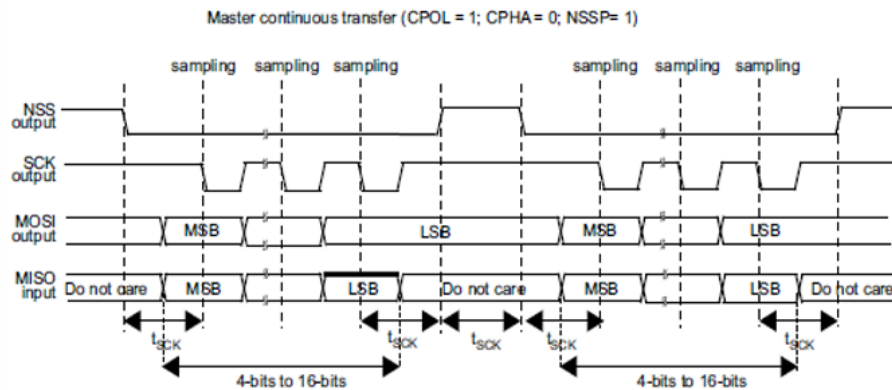 Master continuous transfer (CPOL = 1; CPHA = 0; NSSP= 1)
sampling sampling sampling sampling sampling sampling
NSS
output
SCK
output
MOSI
output
MSB LSB MSB LSB
MISO
input
Do not care MSB LSB Do not care MSB LSB Do not care
tSCK tSCK tSCK tSCK tSCK
4-bits to 16-bits 4-bits to 16-bits